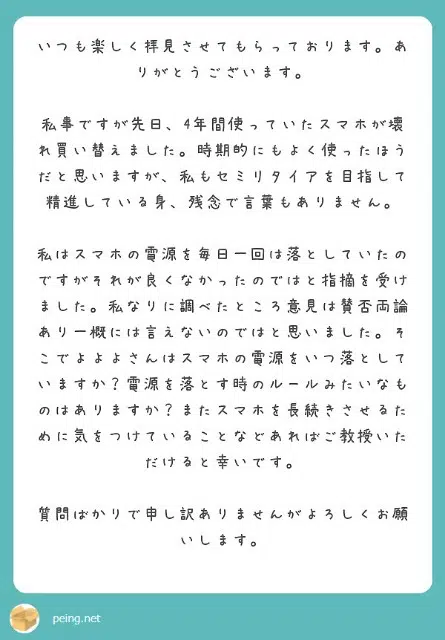 いつも楽しく拝見させてもらっております。あ
りがとうございます。
私事ですが先日、4年間使っていたスマホが壊
れ買い替えました。時期的にもよく使ったほう
だと思いますが、私もセミリタイアを目指して
精進している身、残念で言葉もありません。
私はスマホの電源を毎日一回は落としていたの
ですがそれが良くなかったのではと指摘を受け
ました。私なりに調べたところ意見は賛否両論
あり一概には言えないのではと思いました。そ
こでよよよさんはスマホの電源をいつ落として
いますか？電源を落とす時のルールみたいなも
のはありますか？またスマホを長続きさせるた
めに気をつけていることなどあればご教授いた
だけると幸いです。
質問ばかりで申し訳ありませんがよろしくお願
いします。
peing.net